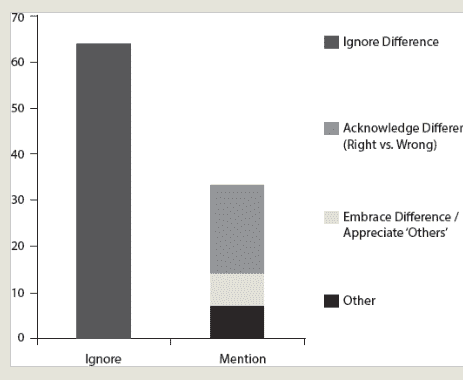 70
60
50
40
30
20
10
0
Ignore
Mention
Ignore Difference
Acknowledge
(Right vs. Wrong)
Embrace Difference /
Appreciate ‘Others’
Other